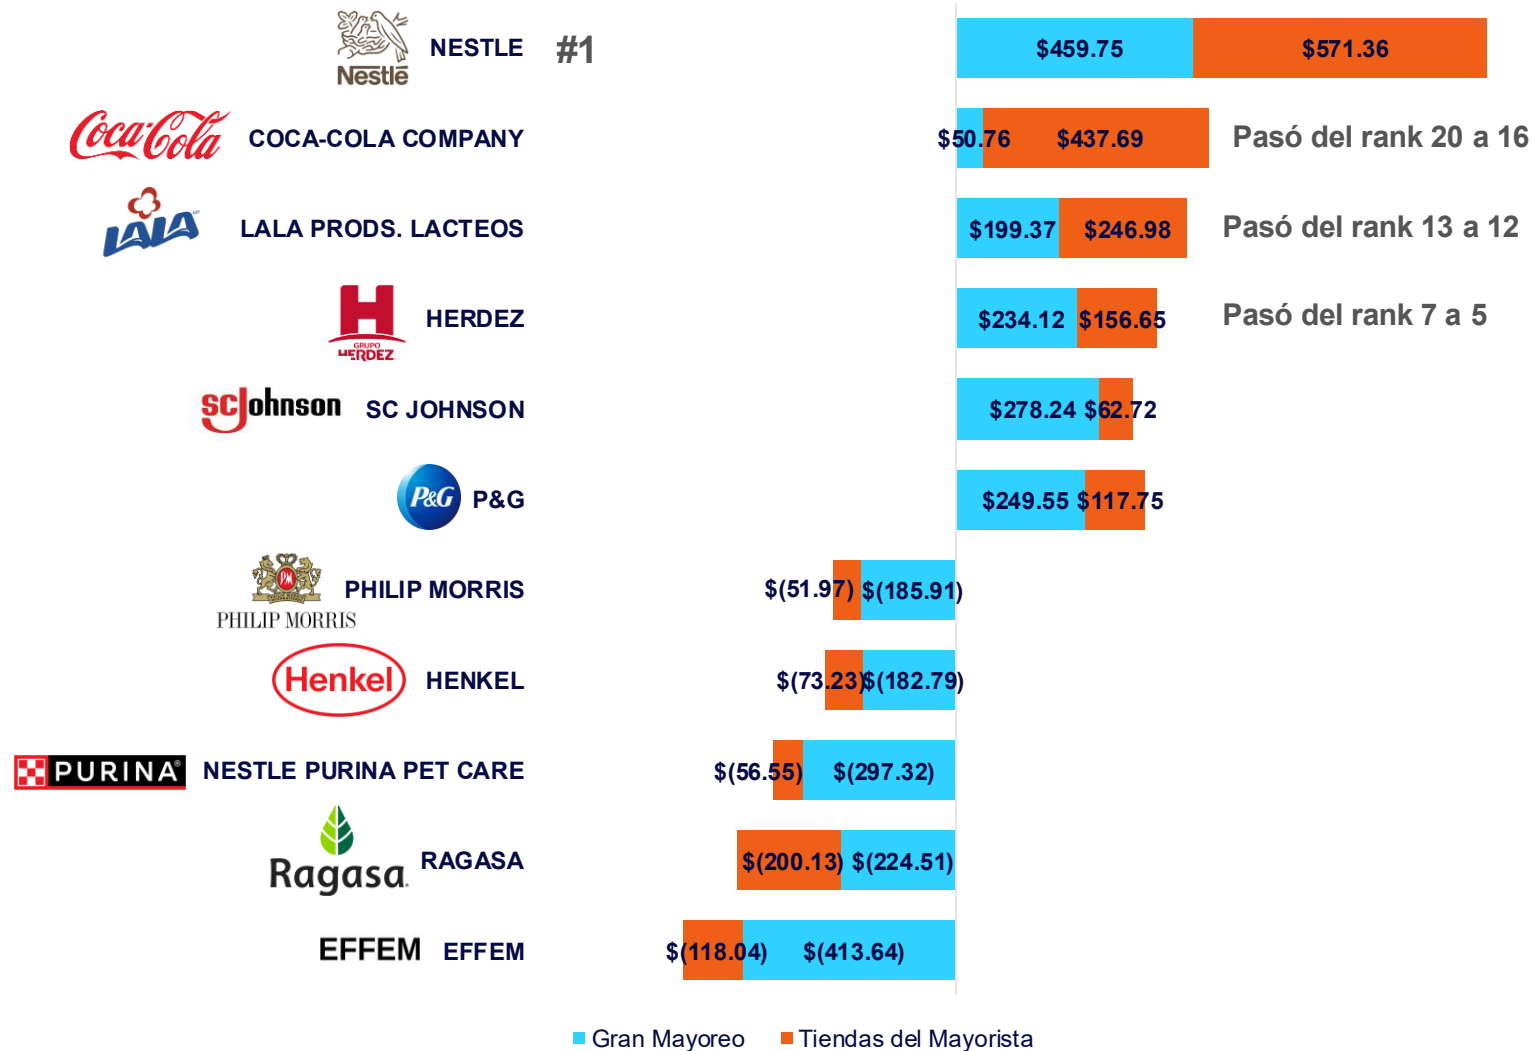 Nestlé
NESTLE
#1
$459.75
$571.36
Coca-Cola
COCA-COLA COMPANY
$50.76
$437.69
Pasó del rank 20 a 16
LALA
LALA PRODS. LACTEOS
$199.37
$246.98
Pasó del rank 13 a 12
H
GRUPO
HERDEZ
HERDEZ
$234.12
$156.65
Pasó del rank 7 a 5
SC Johnson
SC JOHNSON
$278.24
$62.72
P&G
P&G
$249.55
$117.75
PM
PHILIP MORRIS
PHILIP MORRIS
$(51.97)
$(185.91)
Henkel
HENKEL
$(73.23)
$(182.79)
PURINA®
NESTLE PURINA PET CARE
$(56.55)
$(297.32)
Ragasa
RAGASA
$(200.13)
$(224.51)
EFFEM
EFFEM
$(118.04)
$(413.64)
Gran Mayoreo
Tiendas del Mayorista